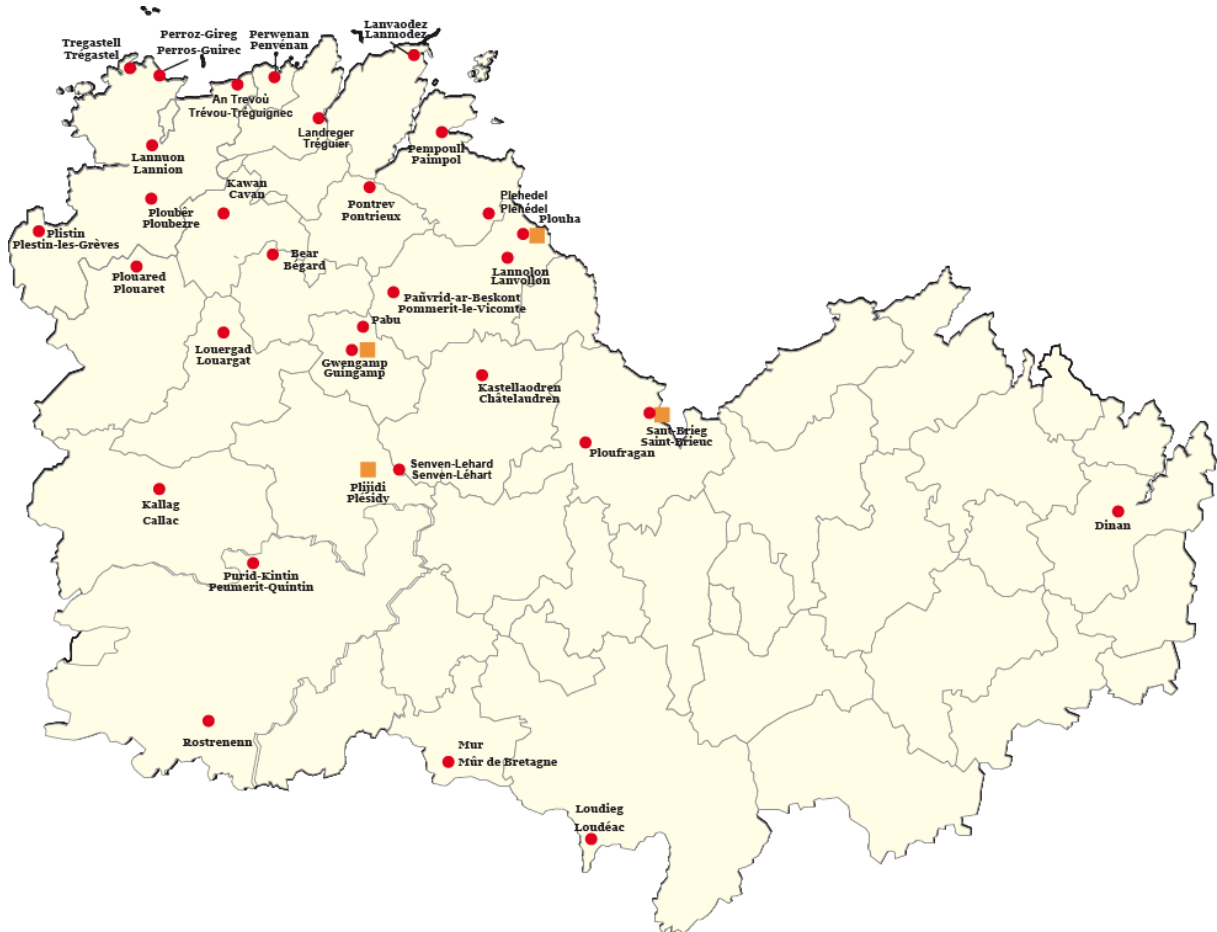 Tregastell
Trégastel
Perroz-Gireg
Perros-Guirec
Perwenan
Penvénan
Lanvaodez
Lanmodez
An Trevoù
Trévou-Tréguignec
Landreger
Tréguier
Pempoull
Paimpol
Lannuon
Lannion
Kawan
Cavan
Pontrev
Pontrieux
Plehedel
Pléhédel
Plouha
Ploubêr
Ploubezre
Plistin
Plestin-les-Grèves
Bear
Bégard
Lannolon
Lanvollon
Plouared
Plouaret
Pañvrid-ar-Beskont
Pommerit-le-Vicomte
Pabu
Louergad
Louargat
Gwengamp
Guingamp
Kastellaodren
Châtelaudren
Sant-Brieg
Saint-Brieuc
Ploufragan
Senven-Lehard
Senven-Léhart
Plijidi
Plésidy
Kallag
Callac
Dinan
Purid-Kintin
Peumerit-Quintin
Rostrenenn
Mur
Mûr de Bretagne
Loudieg
Loudéac